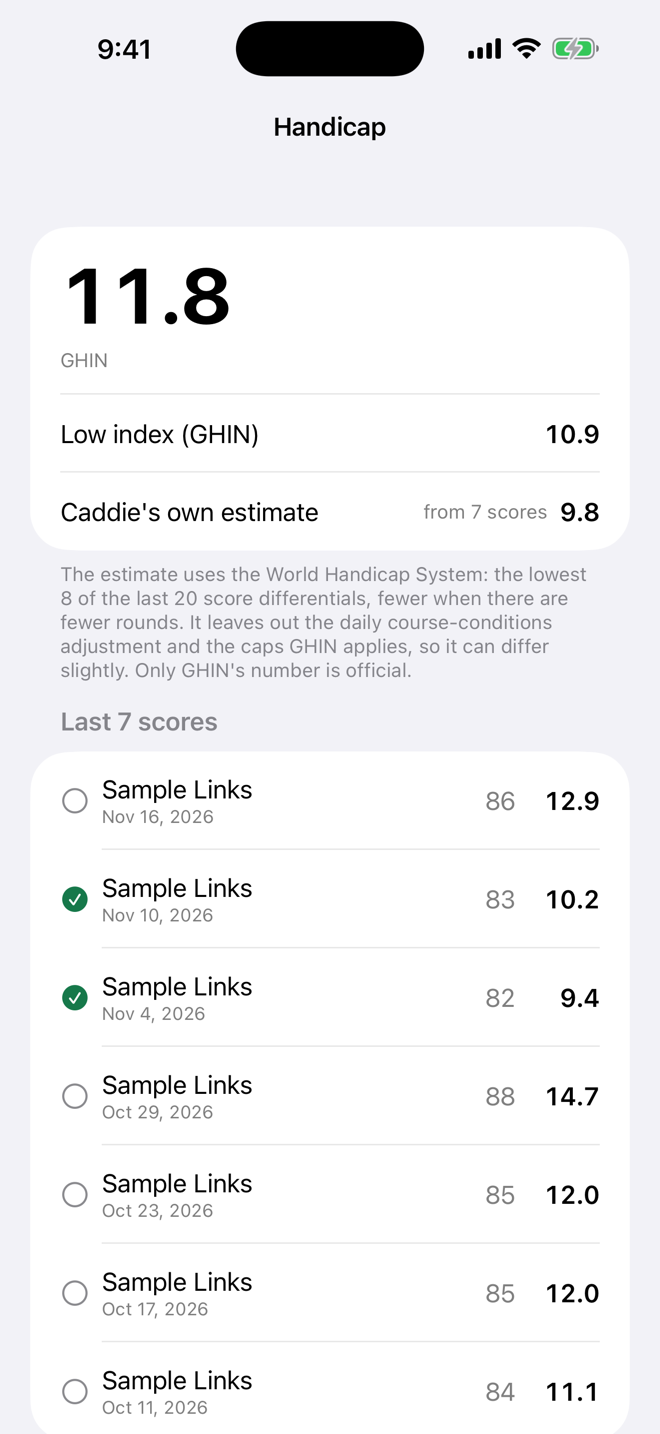 9:41
Handicap
11.8
GHIN
Low index (GHIN) 10.9
Caddie's own estimate from 7 scores 9.8
The estimate uses the World Handicap System: the lowest
8 of the last 20 score differentials, fewer when there are
fewer rounds. It leaves out the daily course-conditions
adjustment and the caps GHIN applies, so it can differ
slightly. Only GHIN's number is official.
Last 7 scores
Sample Links 86 12.9
Nov 16, 2026
Sample Links 83 10.2
Nov 10, 2026
Sample Links 82 9.4
Nov 4, 2026
Sample Links 88 14.7
Oct 29, 2026
Sample Links 85 12.0
Oct 23, 2026
Sample Links 85 12.0
Oct 17, 2026
Sample Links 84 11.1
Oct 11, 2026